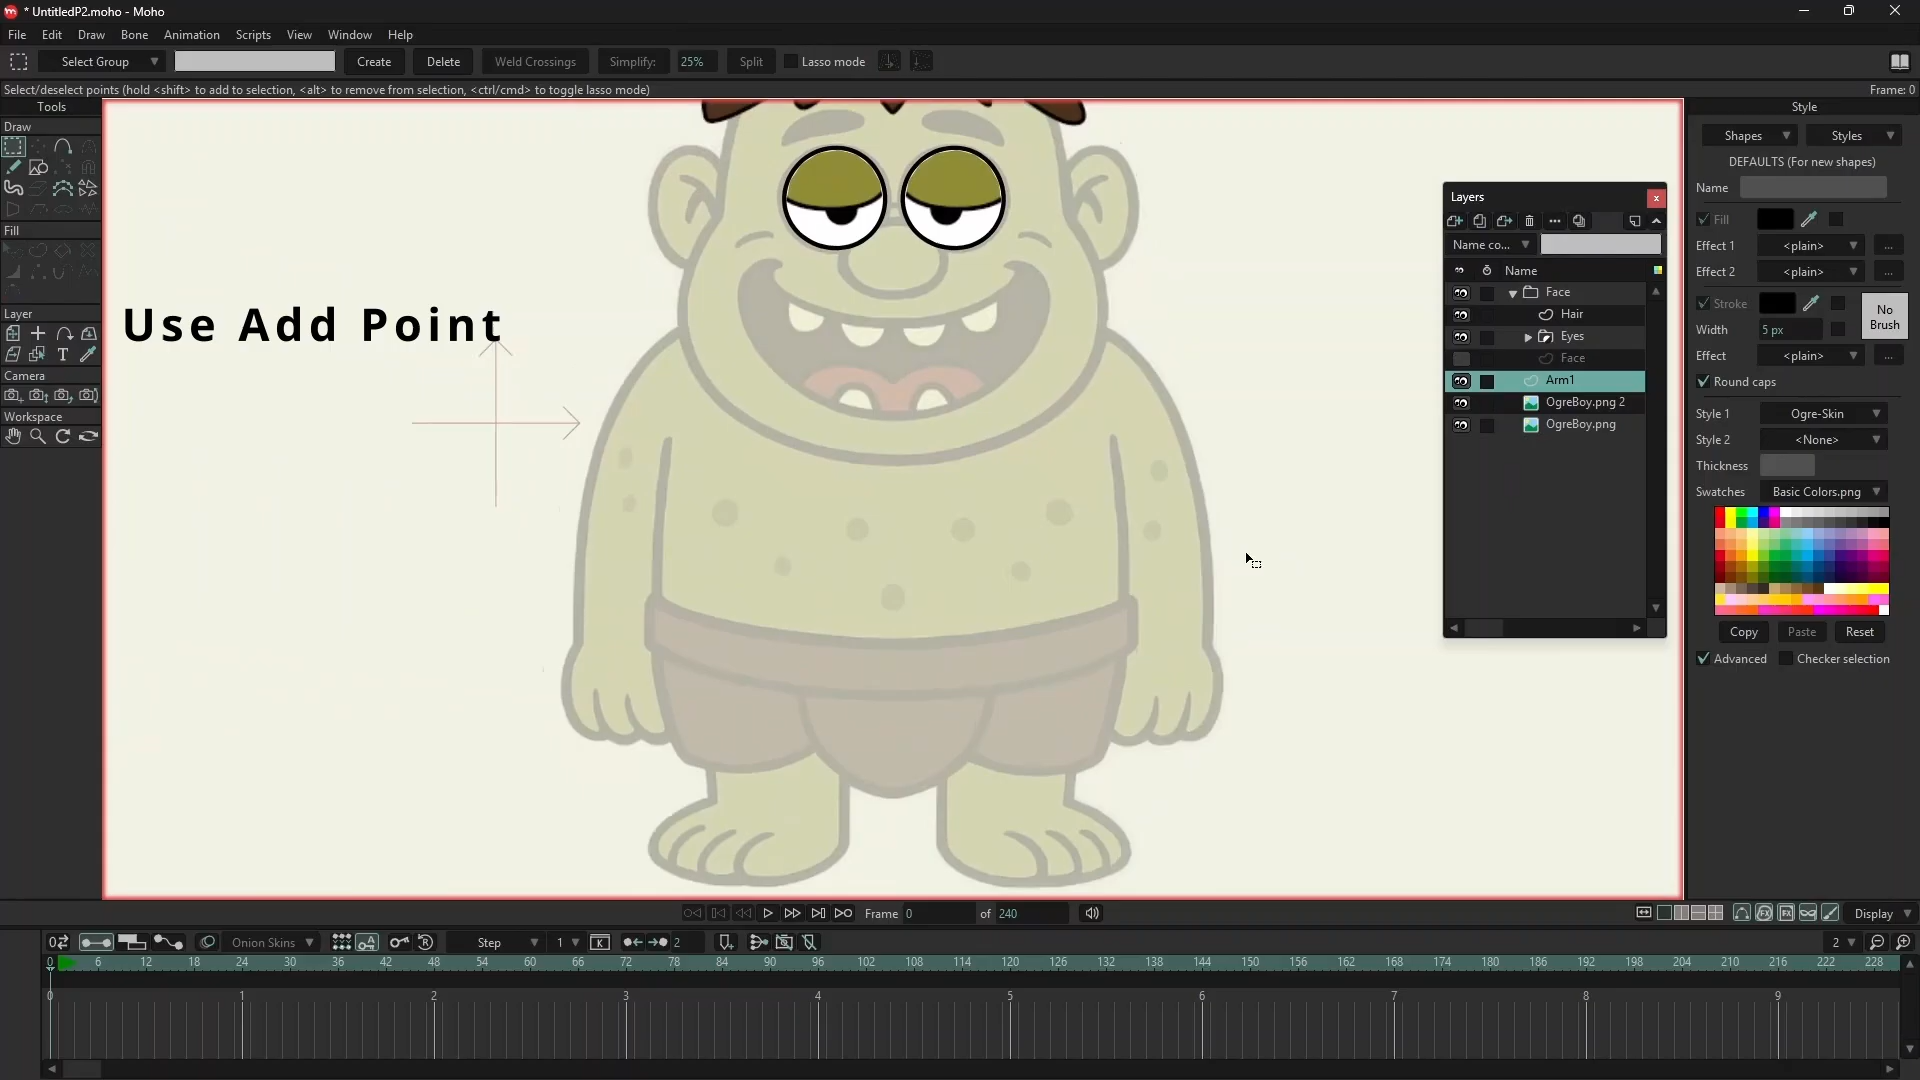 * UntitledP2.moho - Moho
File Edit Draw Bone Animation Scripts View Window Help
Select Group Create Delete Weld Crossings Simplify: 25% Split Lasso mode
Select/deselect points (hold <shift> to add to selection, <alt> to remove from selection, <ctrl/cmd> to toggle lasso mode) Frame: 0
Tools
Draw
Fill
Layer
Camera
Workspace
Use Add Point
Layers
Name co...
Name
Face
Hair
Eyes
Face
Arm1
OgreBoy.png 2
OgreBoy.png
Style
Shapes Styles
DEFAULTS (For new shapes)
Name
Fill
Effect 1 <plain> ...
Effect 2 <plain> ...
Stroke
No Brush
Width 5 px
Effect <plain> ...
Round caps
Style 1 Ogre-Skin
Style 2 <None>
Thickness
Swatches Basic Colors.png
Copy Paste Reset
Advanced Checker selection
Frame 0 of 240 Display
Onion Skins Step 1 2 2
0 6 12 18 24 30 36 42 48 54 60 66 72 78 84 90 96 102 108 114 120 126 132 138 144 150 156 162 168 174 180 186 192 198 204 210 216 222 228
0 1 2 3 4 5 6 7 8 9